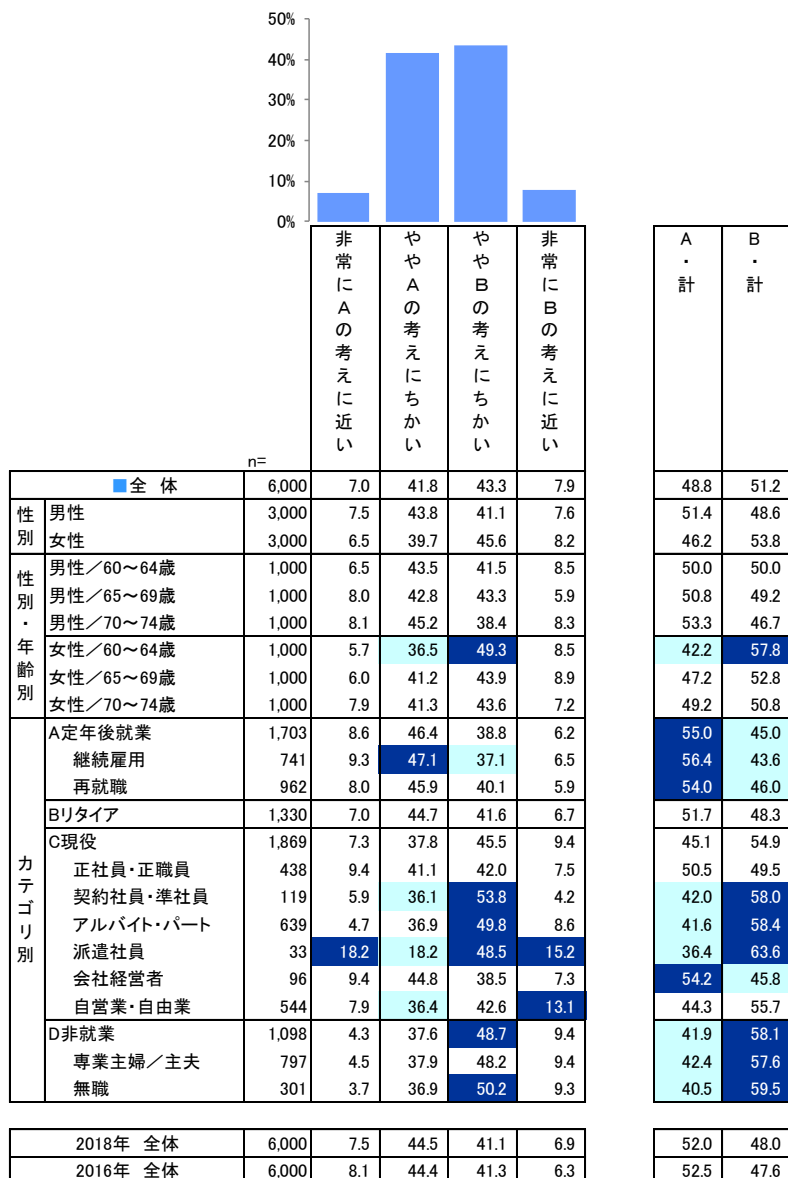 50%
40%
30%
20%
10%
0%
非常にAの考えに近い
ややAの考えにちかい
ややBの考えにちかい
非常にBの考えに近い
A・計
B・計
n=
■全 体 6,000 7.0 41.8 43.3 7.9 48.8 51.2
性別
男性 3,000 7.5 43.8 41.1 7.6 51.4 48.6
女性 3,000 6.5 39.7 45.6 8.2 46.2 53.8
性別・年齢別
男性／60～64歳 1,000 6.5 43.5 41.5 8.5 50.0 50.0
男性／65～69歳 1,000 8.0 42.8 43.3 5.9 50.8 49.2
男性／70～74歳 1,000 8.1 45.2 38.4 8.3 53.3 46.7
女性／60～64歳 1,000 5.7 36.5 49.3 8.5 42.2 57.8
女性／65～69歳 1,000 6.0 41.2 43.9 8.9 47.2 52.8
女性／70～74歳 1,000 7.9 41.3 43.6 7.2 49.2 50.8
カテゴリ別
A定年後就業 1,703 8.6 46.4 38.8 6.2 55.0 45.0
継続雇用 741 9.3 47.1 37.1 6.5 56.4 43.6
再就職 962 8.0 45.9 40.1 5.9 54.0 46.0
Bリタイア 1,330 7.0 44.7 41.6 6.7 51.7 48.3
C現役 1,869 7.3 37.8 45.5 9.4 45.1 54.9
正社員・正職員 438 9.4 41.1 42.0 7.5 50.5 49.5
契約社員・準社員 119 5.9 36.1 53.8 4.2 42.0 58.0
アルバイト・パート 639 4.7 36.9 49.8 8.6 41.6 58.4
派遣社員 33 18.2 18.2 48.5 15.2 36.4 63.6
会社経営者 96 9.4 44.8 38.5 7.3 54.2 45.8
自営業・自由業 544 7.9 36.4 42.6 13.1 44.3 55.7
D非就業 1,098 4.3 37.6 48.7 9.4 41.9 58.1
専業主婦／主夫 797 4.5 37.9 48.2 9.4 42.4 57.6
無職 301 3.7 36.9 50.2 9.3 40.5 59.5
2018年 全体 6,000 7.5 44.5 41.1 6.9 52.0 48.0
2016年 全体 6,000 8.1 44.4 41.3 6.3 52.5 47.6